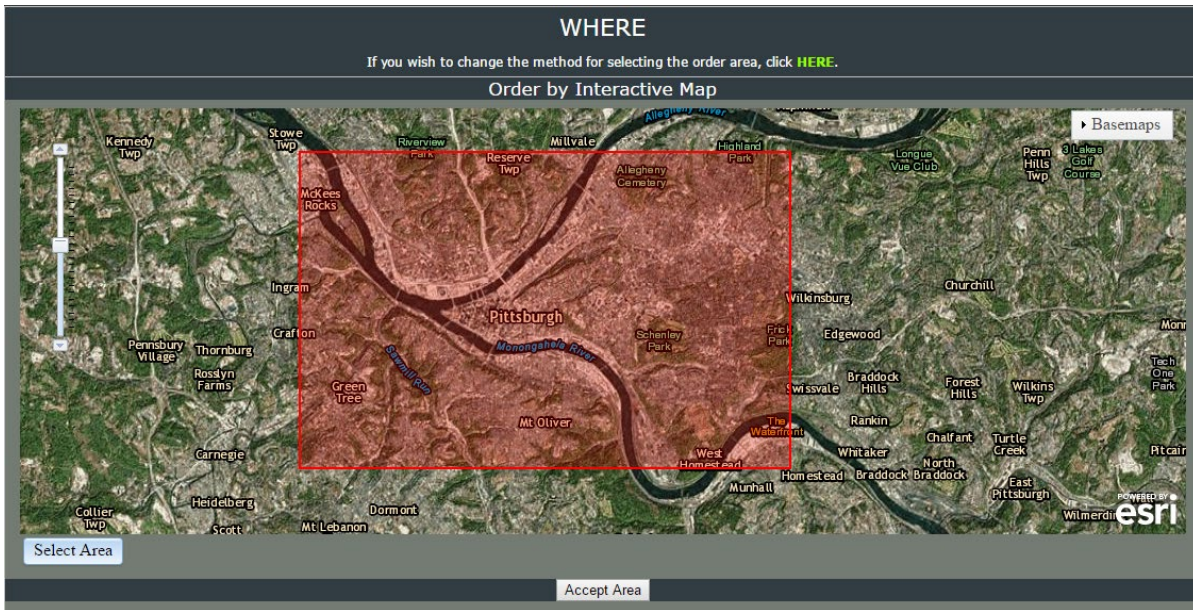 WHERE
If you wish to change the method for selecting the order area, click HERE.
Order by Interactive Map
Allegheny River
Basemaps
Kennedy
Twp
Stowe
Twp
Riverview
Park
Reserve
Twp
Millvale
Highland
Park
Longue
Vue Club
Penn
Hills
Twp
3 Lakes
Golf
Course
Allegheny
Cemetery
McKees
Rocks
Ingram
Crafton
Pennsbury
Village
Thornburg
Rosslyn
Farms
Pittsburgh
Monongahela River
Sawmill Run
Green
Tree
Mt Oliver
Schenley
Park
Frick
Park
Wilkinsburg
Churchill
Edgewood
Swissvale
Braddock
Hills
Forest
Hills
Wilkins
Twp
Tech
One
Park
The
Waterfront
Rankin
Chalfant
Turtle
Creek
West
Homestead
Whitaker
Carnegie
Heidelberg
Collier
Twp
Scott
Mt Lebanon
Dormont
Munhall
Homestead
Braddock
North
Braddock
East
Pittsburgh
Pitcair
Wilmerdin
POWERED BY
esri
Select Area
Accept Area